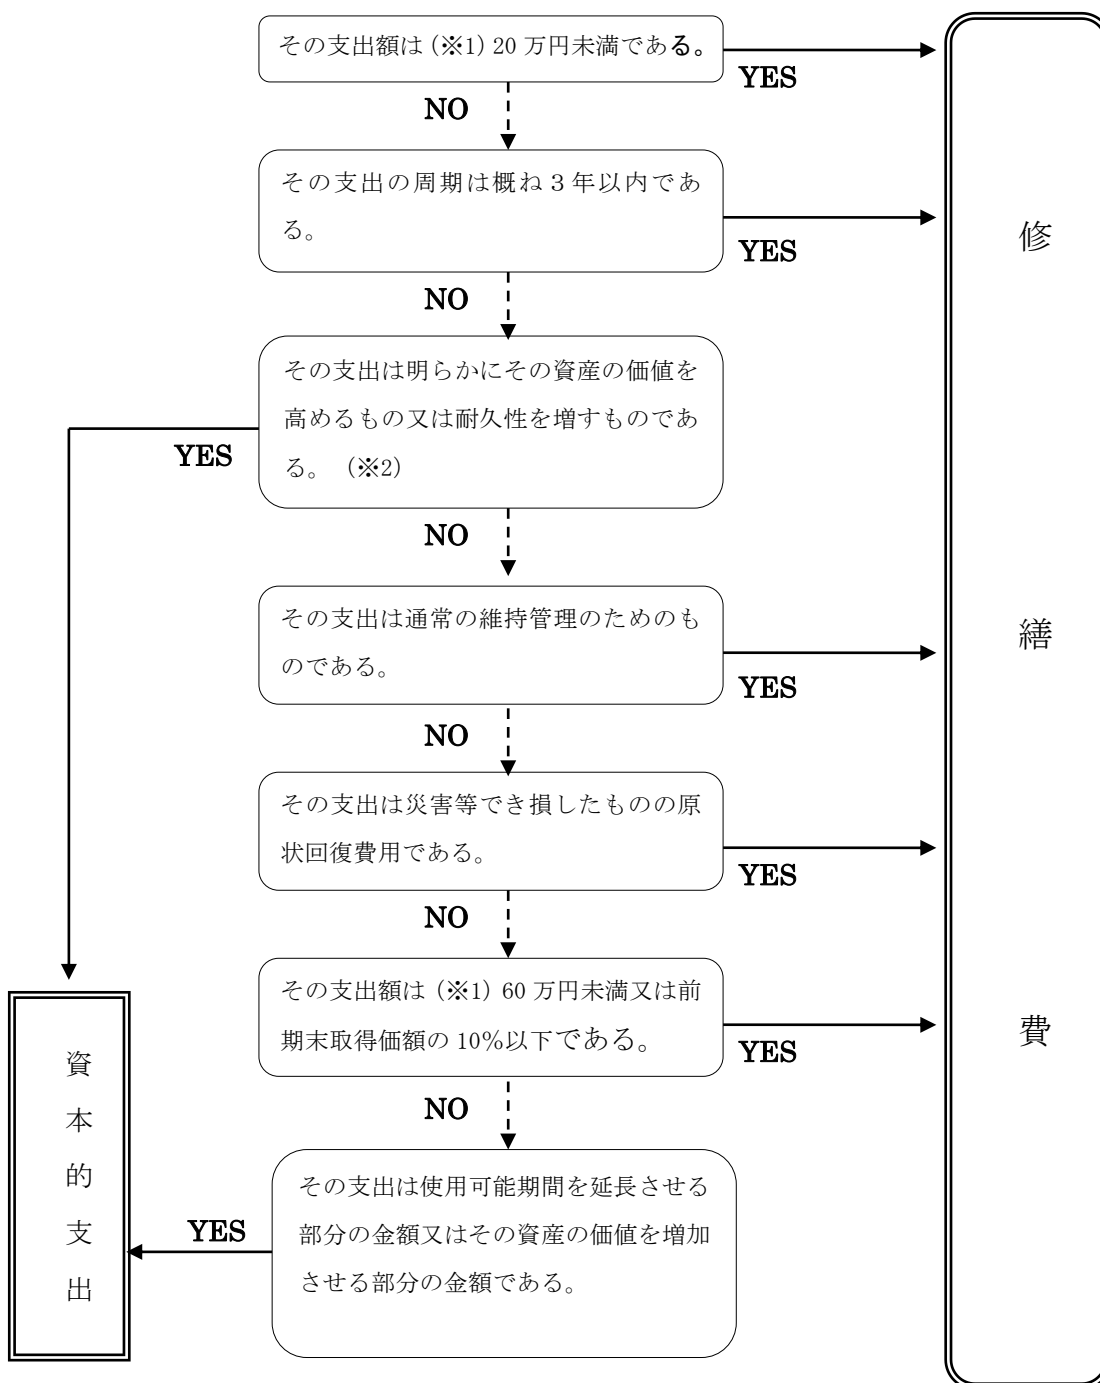 その支出額は(※1) 20 万円未満である。
YES
NO
その支出の周期は概ね３年以内であ
る。
YES
NO
その支出は明らかにその資産の価値を
高めるもの又は耐久性を増すものであ
る。 (※2)
YES
NO
その支出は通常の維持管理のためのも
のである。
YES
NO
その支出は災害等でき損したものの原
状回復費用である。
YES
NO
その支出額は(※1) 60 万円未満又は前
期末取得価額の 10％以下である。
YES
NO
その支出は使用可能期間を延長させる
部分の金額又はその資産の価値を増加
させる部分の金額である。
YES
資本的支出
修繕費